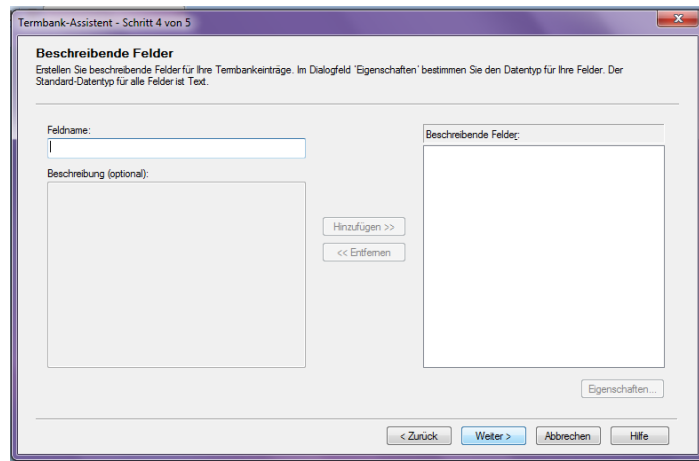 Termbank-Assistent - Schritt 4 von 5
Beschreibende Felder
Erstellen Sie beschreibende Felder für Ihre Termbankeinträge. Im Dialogfeld 'Eigenschaften' bestimmen Sie den Datentyp für Ihre Felder. Der
Standard-Datentyp für alle Felder ist Text.
Feldname:
Beschreibende Felder:
Beschreibung (optional):
Hinzufügen >>
<< Entfernen
Eigenschaften...
< Zurück
Weiter >
Abbrechen
Hilfe